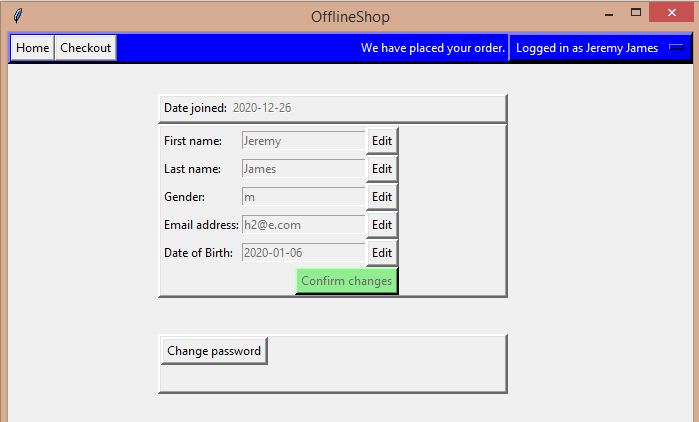 OfflineShop
Home Checkout We have placed your order. Logged in as Jeremy James
Date joined: 2020-12-26
First name: Jeremy Edit
Last name: James Edit
Gender: m Edit
Email address: h2@e.com Edit
Date of Birth: 2020-01-06 Edit
Confirm changes
Change password